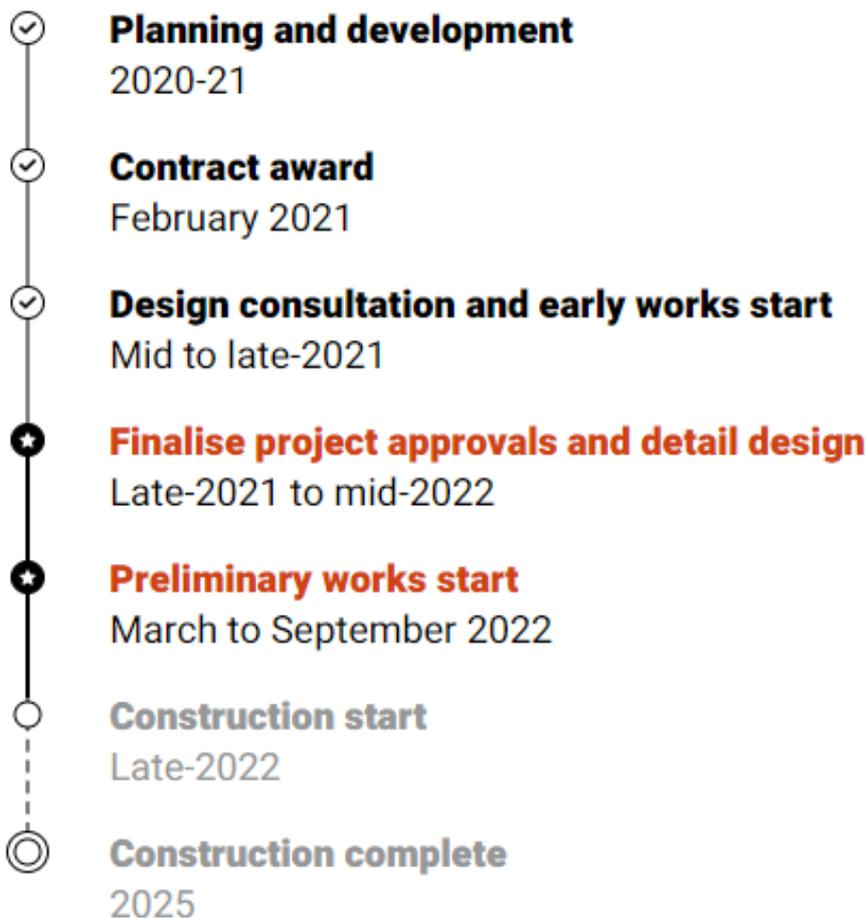 Planning and development
2020-21
Contract award
February 2021
Design consultation and early works start
Mid to late-2021
Finalise project approvals and detail design
Late-2021 to mid-2022
Preliminary works start
March to September 2022
Construction start
Late-2022
Construction complete
2025